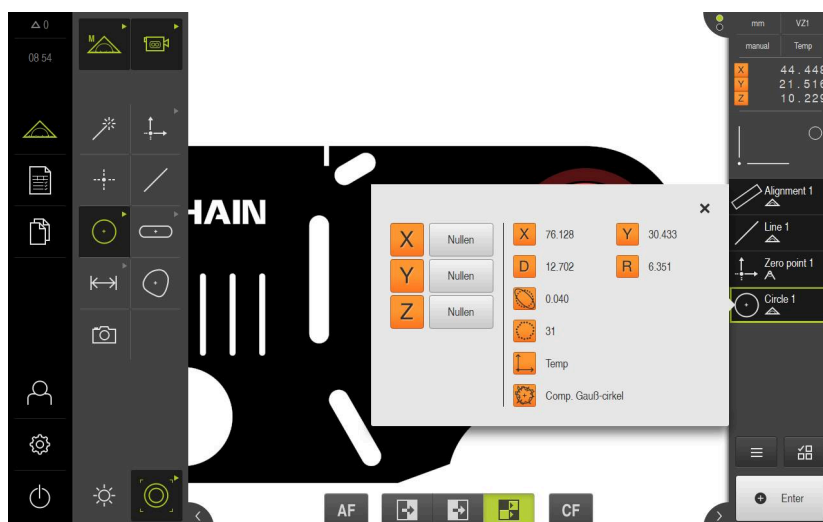 0
08 54
M
HAIN
mm VZ1
manual Temp
X 44.448
Y 21.516
Z 10.229
Alignment 1
Line 1
Zero point 1
Circle 1
X Nullen
Y Nullen
Z Nullen
X 76.128 Y 30.433
D 12.702 R 6.351
0.040
31
Temp
Comp. Gauß-cirkel
AF CF
Enter